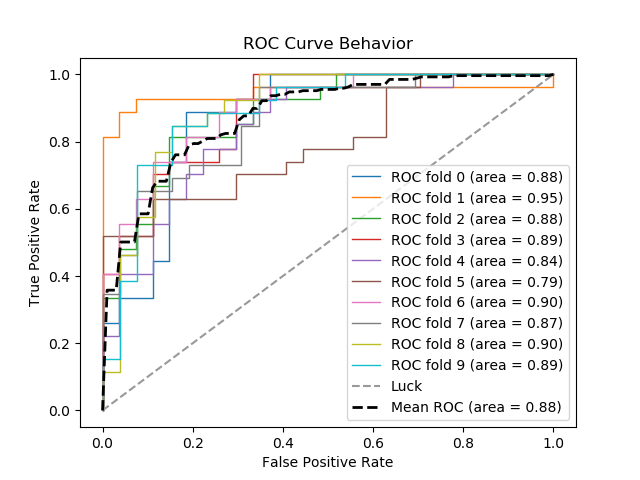 ROC Curve Behavior
True Positive Rate
1.0
0.8
0.6
0.4
0.2
0.0
ROC fold 0 (area = 0.88)
ROC fold 1 (area = 0.95)
ROC fold 2 (area = 0.88)
ROC fold 3 (area = 0.89)
ROC fold 4 (area = 0.84)
ROC fold 5 (area = 0.79)
ROC fold 6 (area = 0.90)
ROC fold 7 (area = 0.87)
ROC fold 8 (area = 0.90)
ROC fold 9 (area = 0.89)
Luck
Mean ROC (area = 0.88)
0.0 0.2 0.4 0.6 0.8 1.0
False Positive Rate